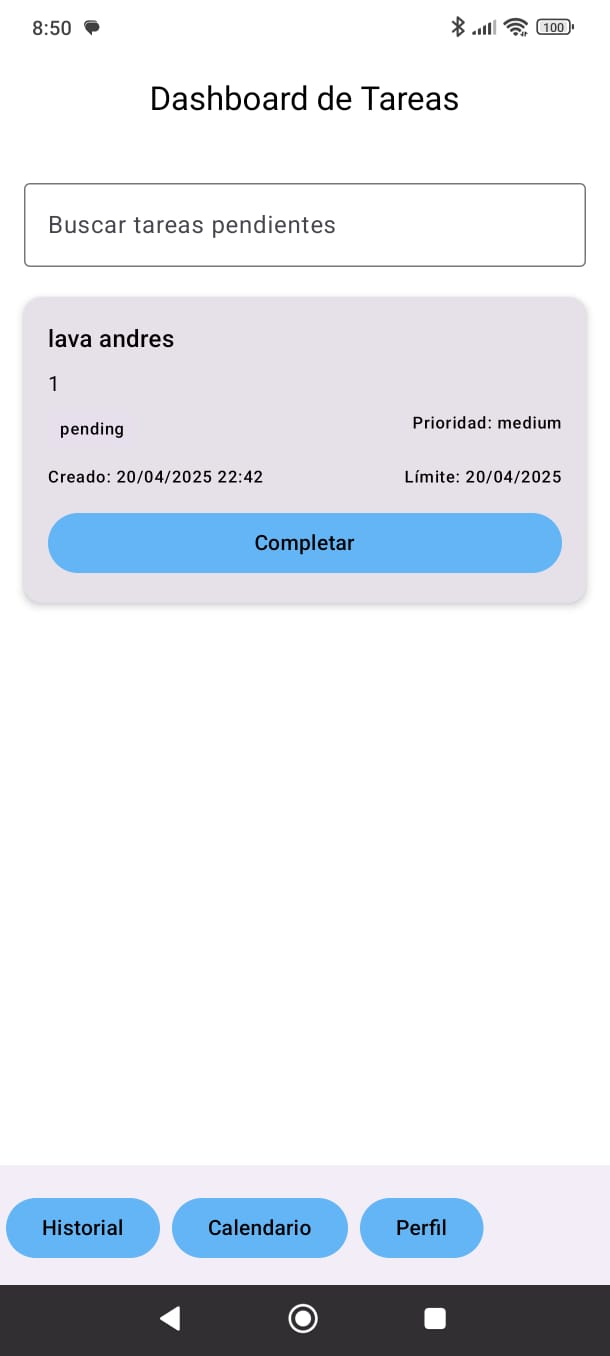 8:50 100
Dashboard de Tareas
Buscar tareas pendientes
lava andres
1
pending Prioridad: medium
Creado: 20/04/2025 22:42 Límite: 20/04/2025
Completar
Historial Calendario Perfil